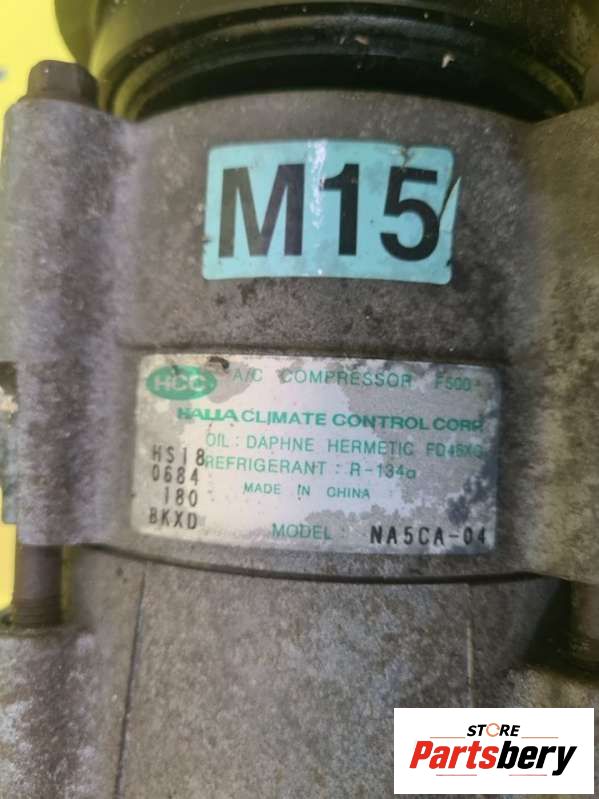 M15
HCC A/C COMPRESSOR F500
HALLA CLIMATE CONTROL CORP.
OIL: DAPHNE HERMETIC
REFRIGERANT: R-134a
MADE IN CHINA
MODEL: NA5CA-04
HS18
0684
180
BKXD
STORE
Partsbery